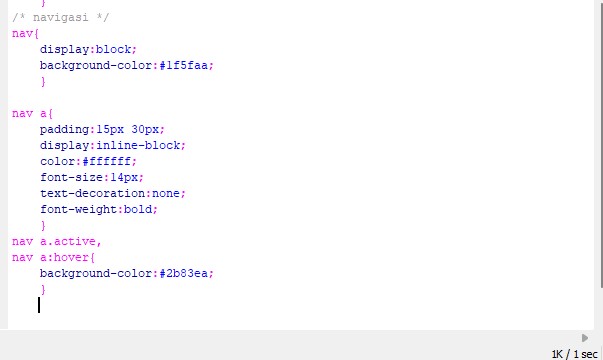 }
/* navigasi */
nav{
display:block;
background-color:#1f5faa;
}
nav a{
padding:15px 30px;
display:inline-block;
color:#ffffff;
font-size:14px;
text-decoration:none;
font-weight:bold;
}
nav a.active,
nav a:hover{
background-color:#2b83ea;
}
1K / 1 sec